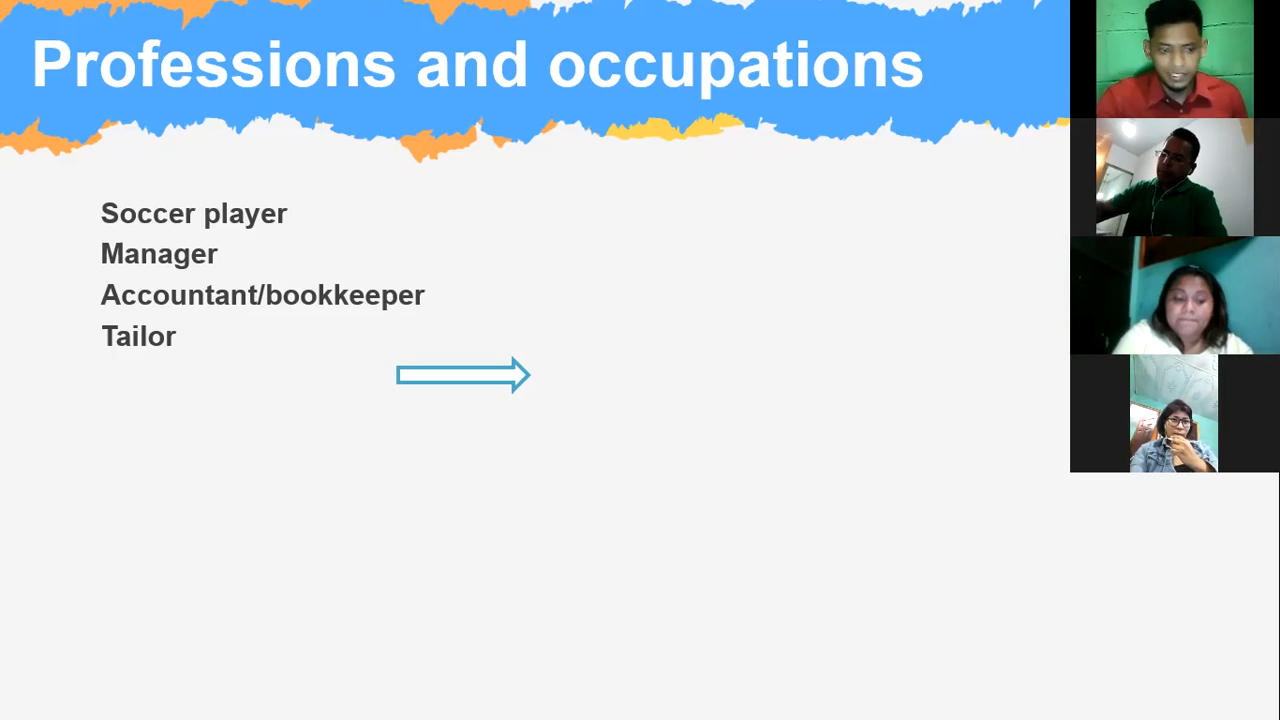 Professions and occupations
Soccer player
Manager
Accountant/bookkeeper
Tailor